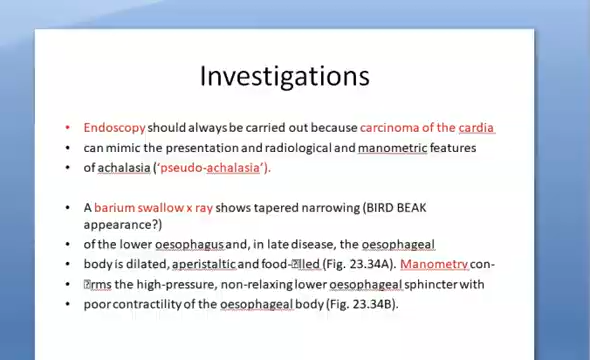 Investigations
• Endoscopy should always be carried out because carcinoma of the cardia
• can mimic the presentation and radiological and manometric features
• of achalasia (‘pseudo-achalasia’).
• A barium swallow x ray shows tapered narrowing (BIRD BEAK
appearance?)
• of the lower oesophagus and, in late disease, the oesophageal
• body is dilated, aperistaltic and food-�lled (Fig. 23.34A). Manometry con-
• �rms the high-pressure, non-relaxing lower oesophageal sphincter with
• poor contractility of the oesophageal body (Fig. 23.34B).